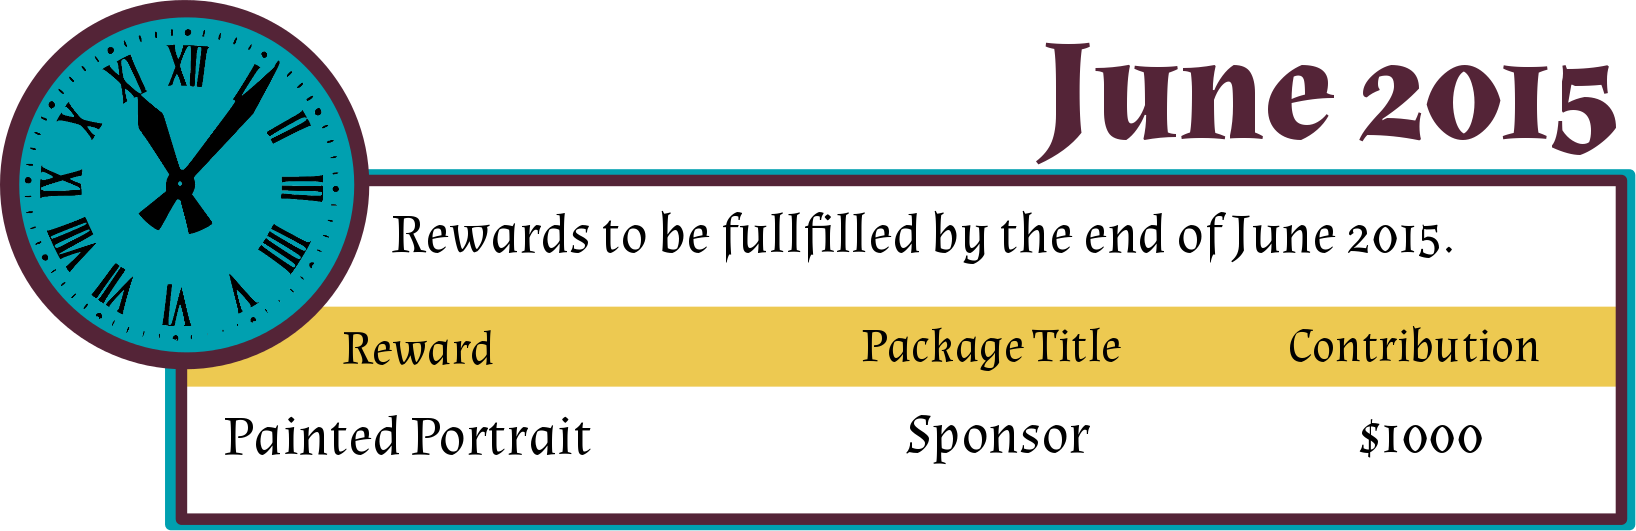 June 2015
Rewards to be fullfilled by the end of June 2015.
Reward Package Title Contribution
Painted Portrait Sponsor $1000
XII
I
II
III
IIII
V
VI
VII
VIII
IX
X
XI